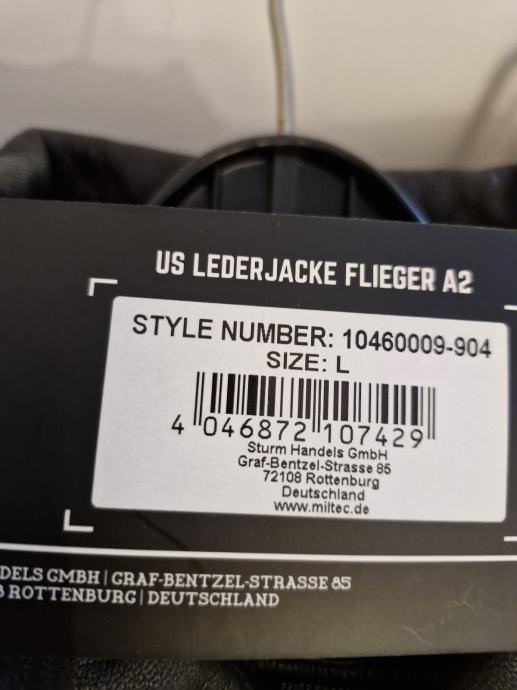 US LEDERJACKE FLIEGER A2
STYLE NUMBER: 10460009-904
SIZE: L
4 046872 107429
Sturm Handels GmbH
Graf-Bentzel-Strasse 85
72108 Rottenburg
Deutschland
www.miltec.de
DELS GMBH | GRAF-BENTZEL-STRASSE 85
ROTTENBURG | DEUTSCHLAND